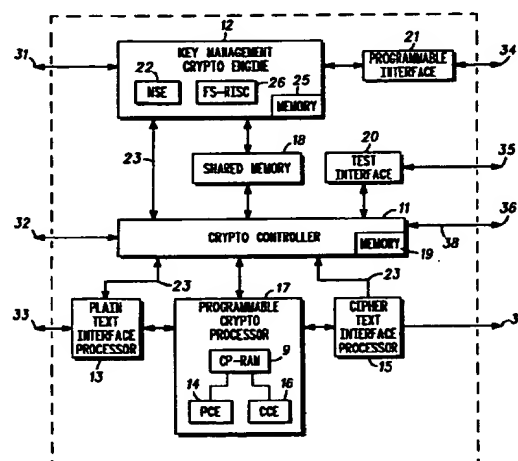 12
KEY MANAGEMENT
CRYPTO ENGINE
22
NSE
26
FS-RISC
25
MEMORY
21
PROGRAMMABLE
INTERFACE
31
34
23
18
SHARED MEMORY
20
TEST
INTERFACE
35
11
36
32
CRYPTO CONTROLLER
MEMORY
19
38
23
17
23
33
PLAIN
TEXT
INTERFACE
PROCESSOR
13
PROGRAMMABLE
CRYPTO
PROCESSOR
9
CP-RAM
14
PCE
16
CCE
CIPHER
TEXT
INTERFACE
PROCESSOR
15
3